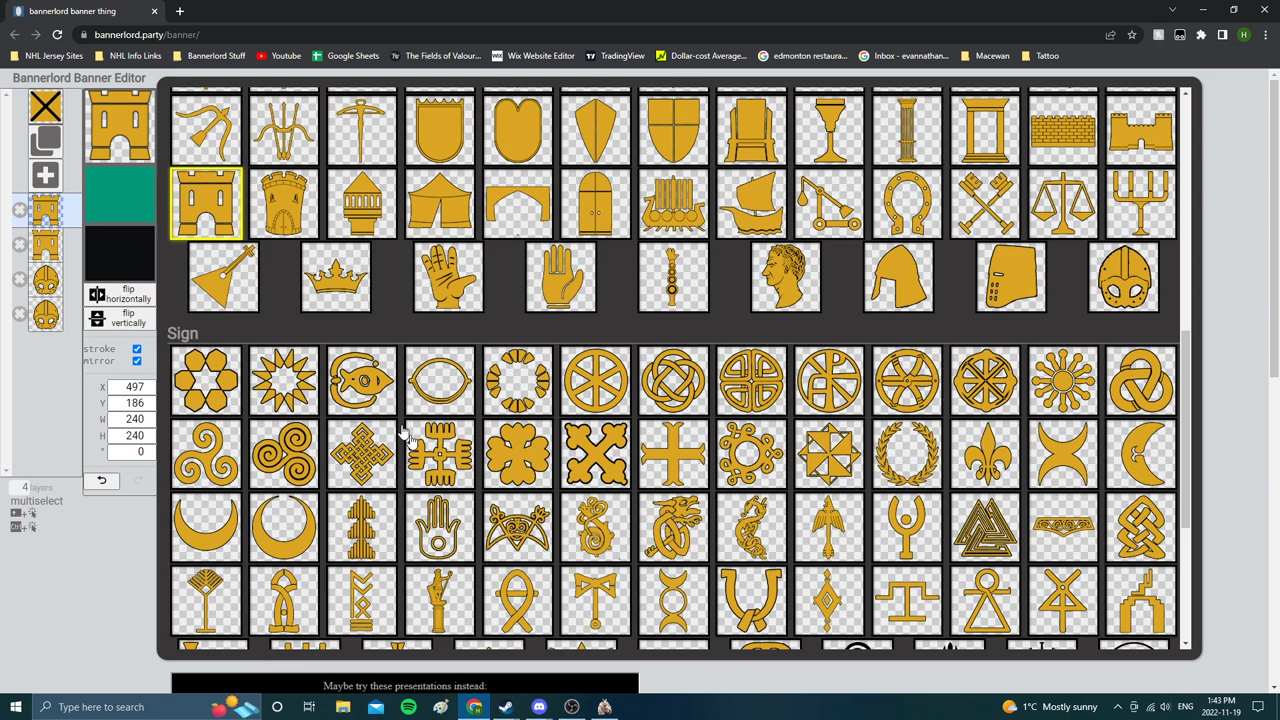 bannerlord banner thing
bannerlord.party/banner/
H
NHL Jersey Sites
NHL Info Links
Bannerlord Stuff
YouTube
Google Sheets
The Fields of Valour...
Wix Website Editor
TradingView
Dollar-cost Average...
edmonton restaura...
Inbox - evannathan...
Macewan
Tattoo
Bannerlord Banner Editor
flip
horizontally
flip
vertically
stroke
mirror
X 497
Y 186
W 240
H 240
° 0
4 layers
multiselect
Ctrl+
Sign
Maybe try these presentations instead:
Type here to search
1°C Mostly sunny
ENG
1:43 PM
2022-11-19